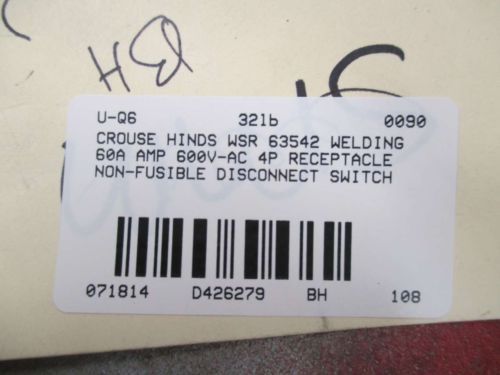 BH
U-Q6 321b 0090
CROUSE HINDS WSR 63542 WELDING
60A AMP 600V-AC 4P RECEPTACLE
NON-FUSIBLE DISCONNECT SWITCH
071814 D426279 BH 108